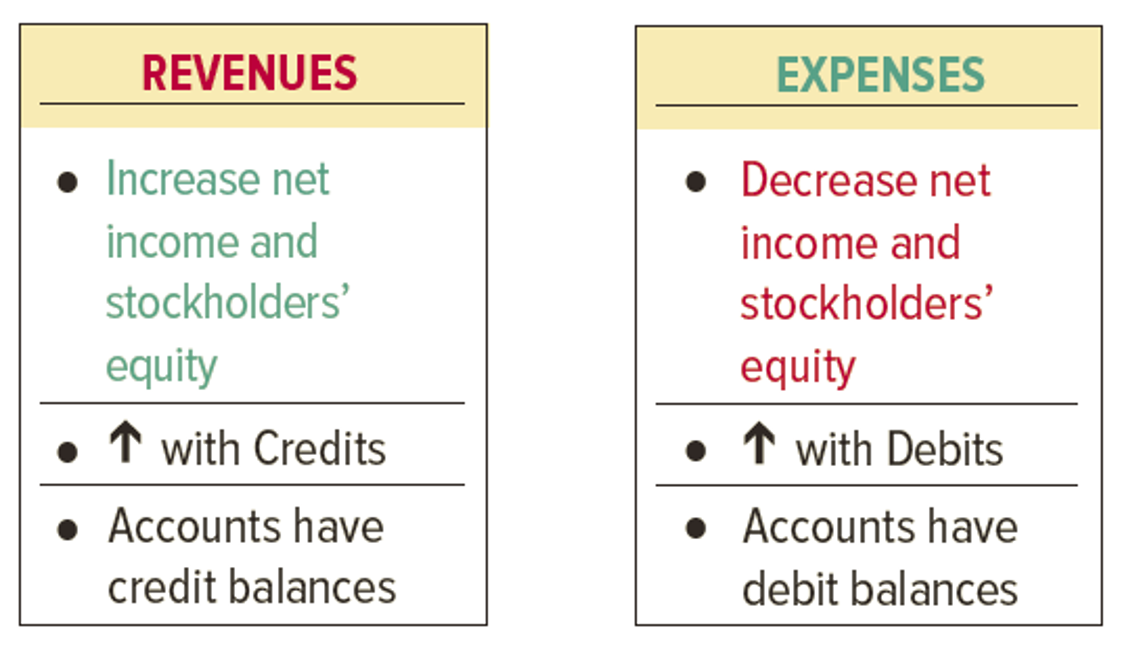 REVENUES
● Increase net
income and
stockholders’
equity
● ↑ with Credits
● Accounts have
credit balances
EXPENSES
● Decrease net
income and
stockholders’
equity
● ↑ with Debits
● Accounts have
debit balances